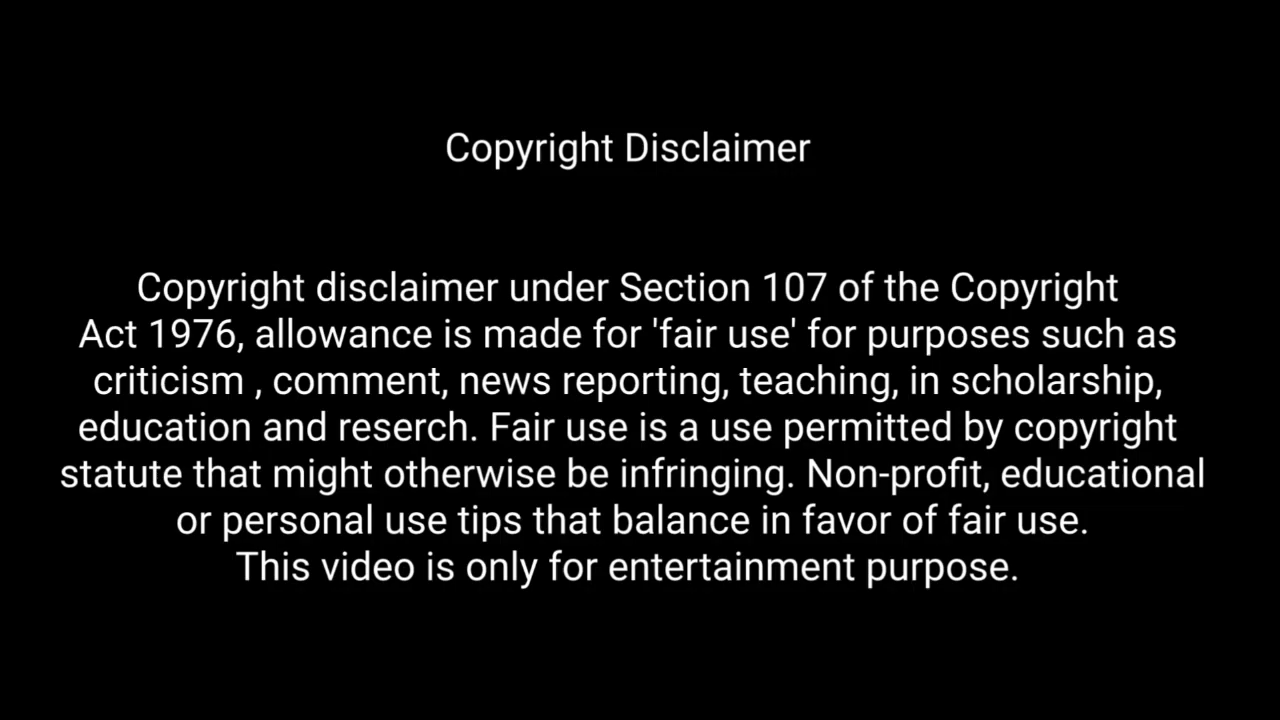 Copyright Disclaimer
Copyright disclaimer under Section 107 of the Copyright
Act 1976, allowance is made for 'fair use' for purposes such as
criticism , comment, news reporting, teaching, in scholarship,
education and reserch. Fair use is a use permitted by copyright
statute that might otherwise be infringing. Non-profit, educational
or personal use tips that balance in favor of fair use.
This video is only for entertainment purpose.